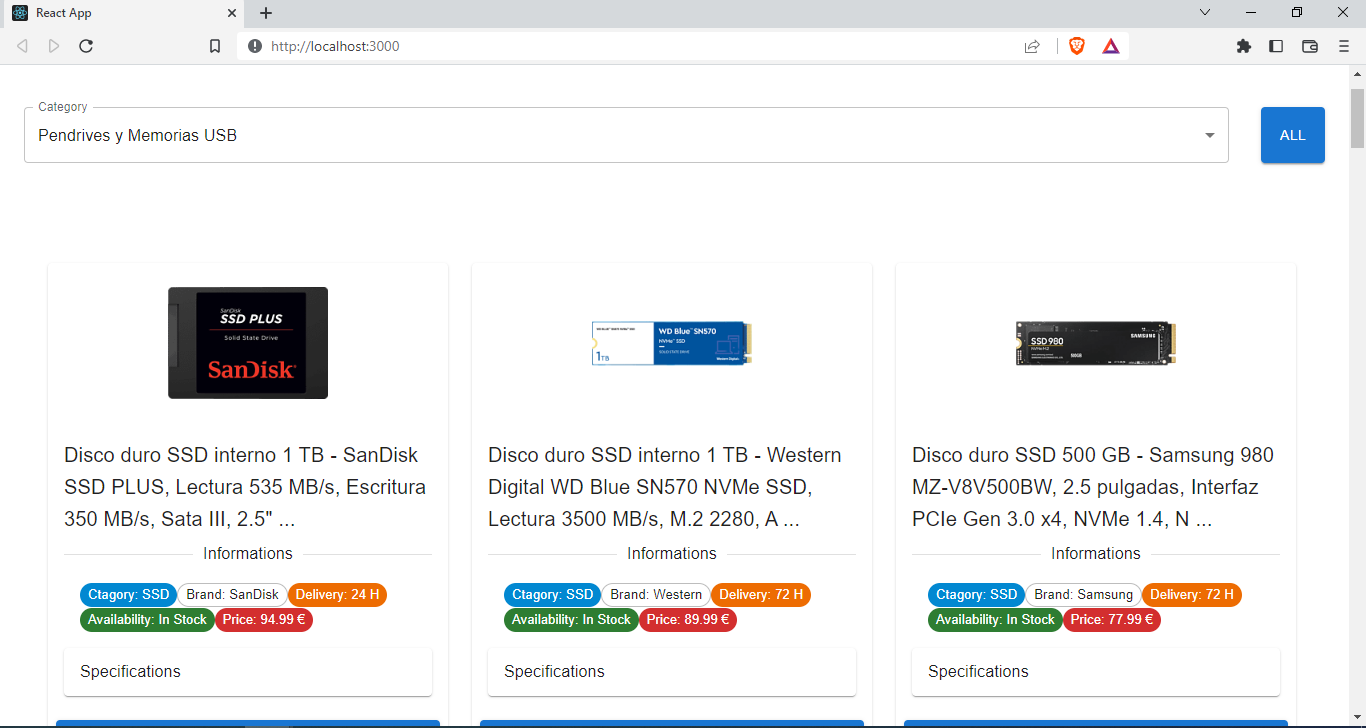 React App
http://localhost:3000
Category
Pendrives y Memorias USB
ALL
SanDisk
SSD PLUS
Solid State Drive
SanDisk
WD Blue SN570
NVMe SSD
1TB
SAMSUNG
SSD 980
NVMe M.2
500GB
Disco duro SSD interno 1 TB - SanDisk
SSD PLUS, Lectura 535 MB/s, Escritura
350 MB/s, Sata III, 2.5" ...
Informations
Ctagory: SSD Brand: SanDisk Delivery: 24 H
Availability: In Stock Price: 94.99 €
Specifications
Disco duro SSD interno 1 TB - Western
Digital WD Blue SN570 NVMe SSD,
Lectura 3500 MB/s, M.2 2280, A ...
Informations
Ctagory: SSD Brand: Western Delivery: 72 H
Availability: In Stock Price: 89.99 €
Specifications
Disco duro SSD 500 GB - Samsung 980
MZ-V8V500BW, 2.5 pulgadas, Interfaz
PCIe Gen 3.0 x4, NVMe 1.4, N ...
Informations
Ctagory: SSD Brand: Samsung Delivery: 72 H
Availability: In Stock Price: 77.99 €
Specifications